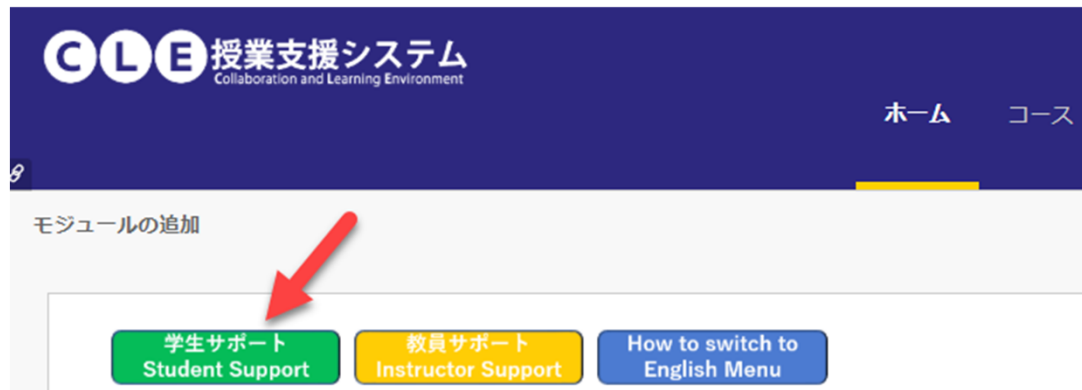 CLE授業支援システム
Collaboration and Learning Environment
ホーム コース
モジュールの追加
学生サポート
Student Support
教員サポート
Instructor Support
How to switch to
English Menu